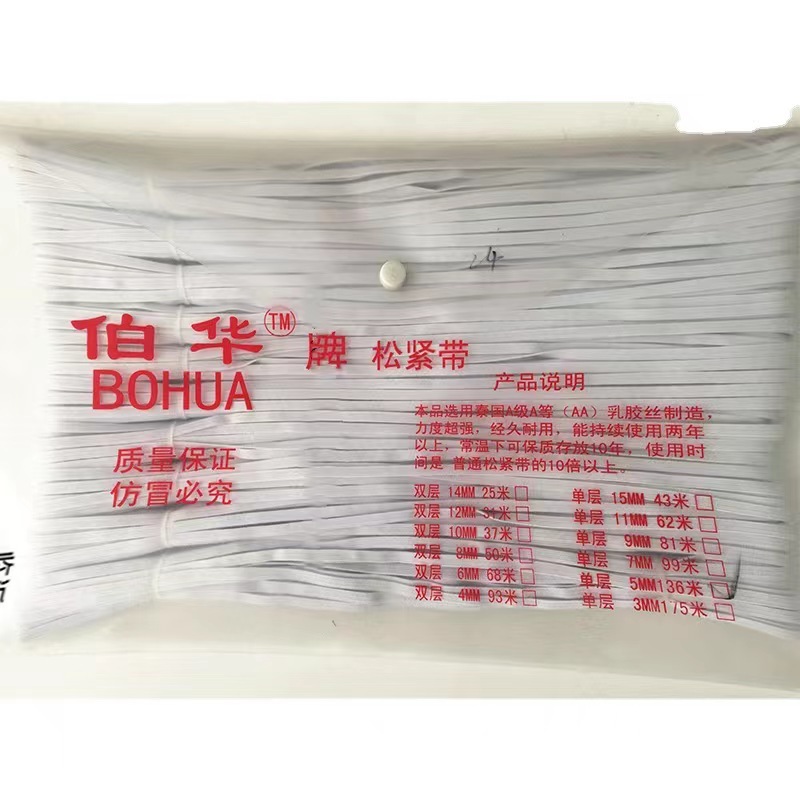 伯华TM牌 松紧带
BOHUA
质量保证
仿冒必究
产品说明
本品选用泰国A级A等（AA）乳胶丝制造，
力度超强，经久耐用，能持续使用两年
以上，常温下可保质存放10年，使用时
间是 普通松紧带的10倍以上。
双层 14MM 25米□ 单层 15MM 43米□
双层 12MM 31米□ 单层 11MM 62米□
双层 10MM 37米□ 单层 9MM 81米□
双层 8MM 50米□ 单层 7MM 99米□
双层 6MM 68米□ 单层 5MM136米□
双层 4MM 93米□ 单层 3MM175米□